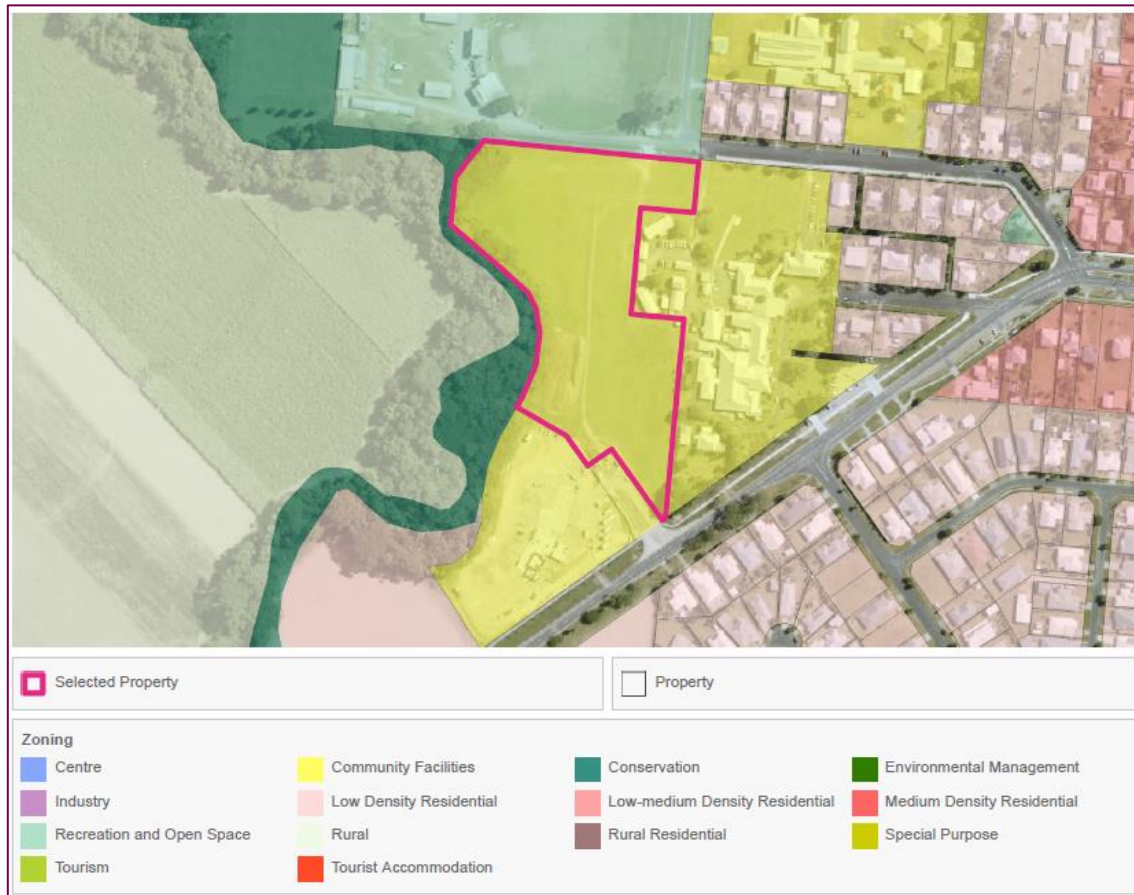 Selected Property
Property
Zoning
Centre
Community Facilities
Conservation
Environmental Management
Industry
Low Density Residential
Low-medium Density Residential
Medium Density Residential
Recreation and Open Space
Rural
Rural Residential
Special Purpose
Tourism
Tourist Accommodation